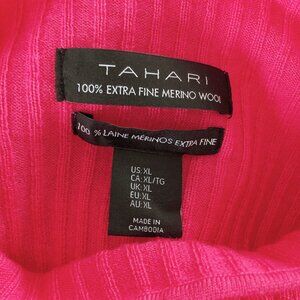 TAHARI
100% EXTRA FINE MERINO WOOL
100 % LAINE MÉRINOS EXTRA FINE
US: XL
CA: XL/TG
UK: XL
EU: XL
AU: XL
MADE IN
CAMBODIA